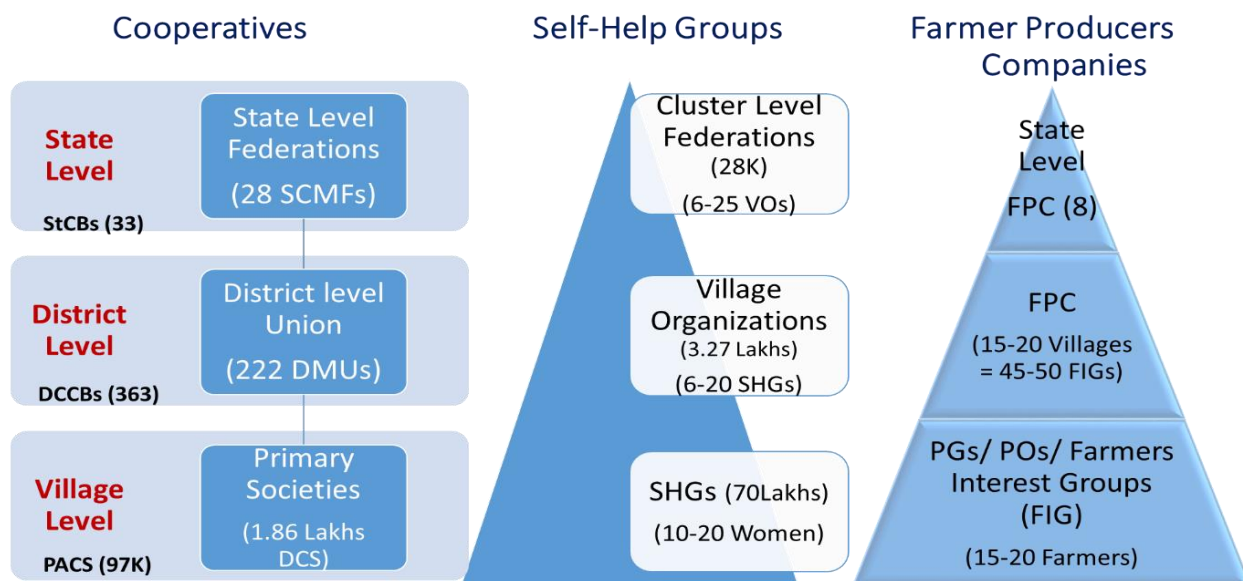 Cooperatives
State
Level
StCBs (33)
State Level
Federations
(28 SCMFs)
District
Level
DCCBs (363)
District level
Union
(222 DMUs)
Village
Level
PACS (97K)
Primary
Societies
(1.86 Lakhs
DCS)
Self-Help Groups
Cluster Level
Federations
(28K)
(6-25 VOs)
Village
Organizations
(3.27 Lakhs)
(6-20 SHGs)
SHGs (70Lakhs)
(10-20 Women)
Farmer Producers
Companies
State
Level
FPC (8)
FPC
(15-20 Villages
= 45-50 FIGs)
PGs/ POs/ Farmers
Interest Groups
(FIG)
(15-20 Farmers)